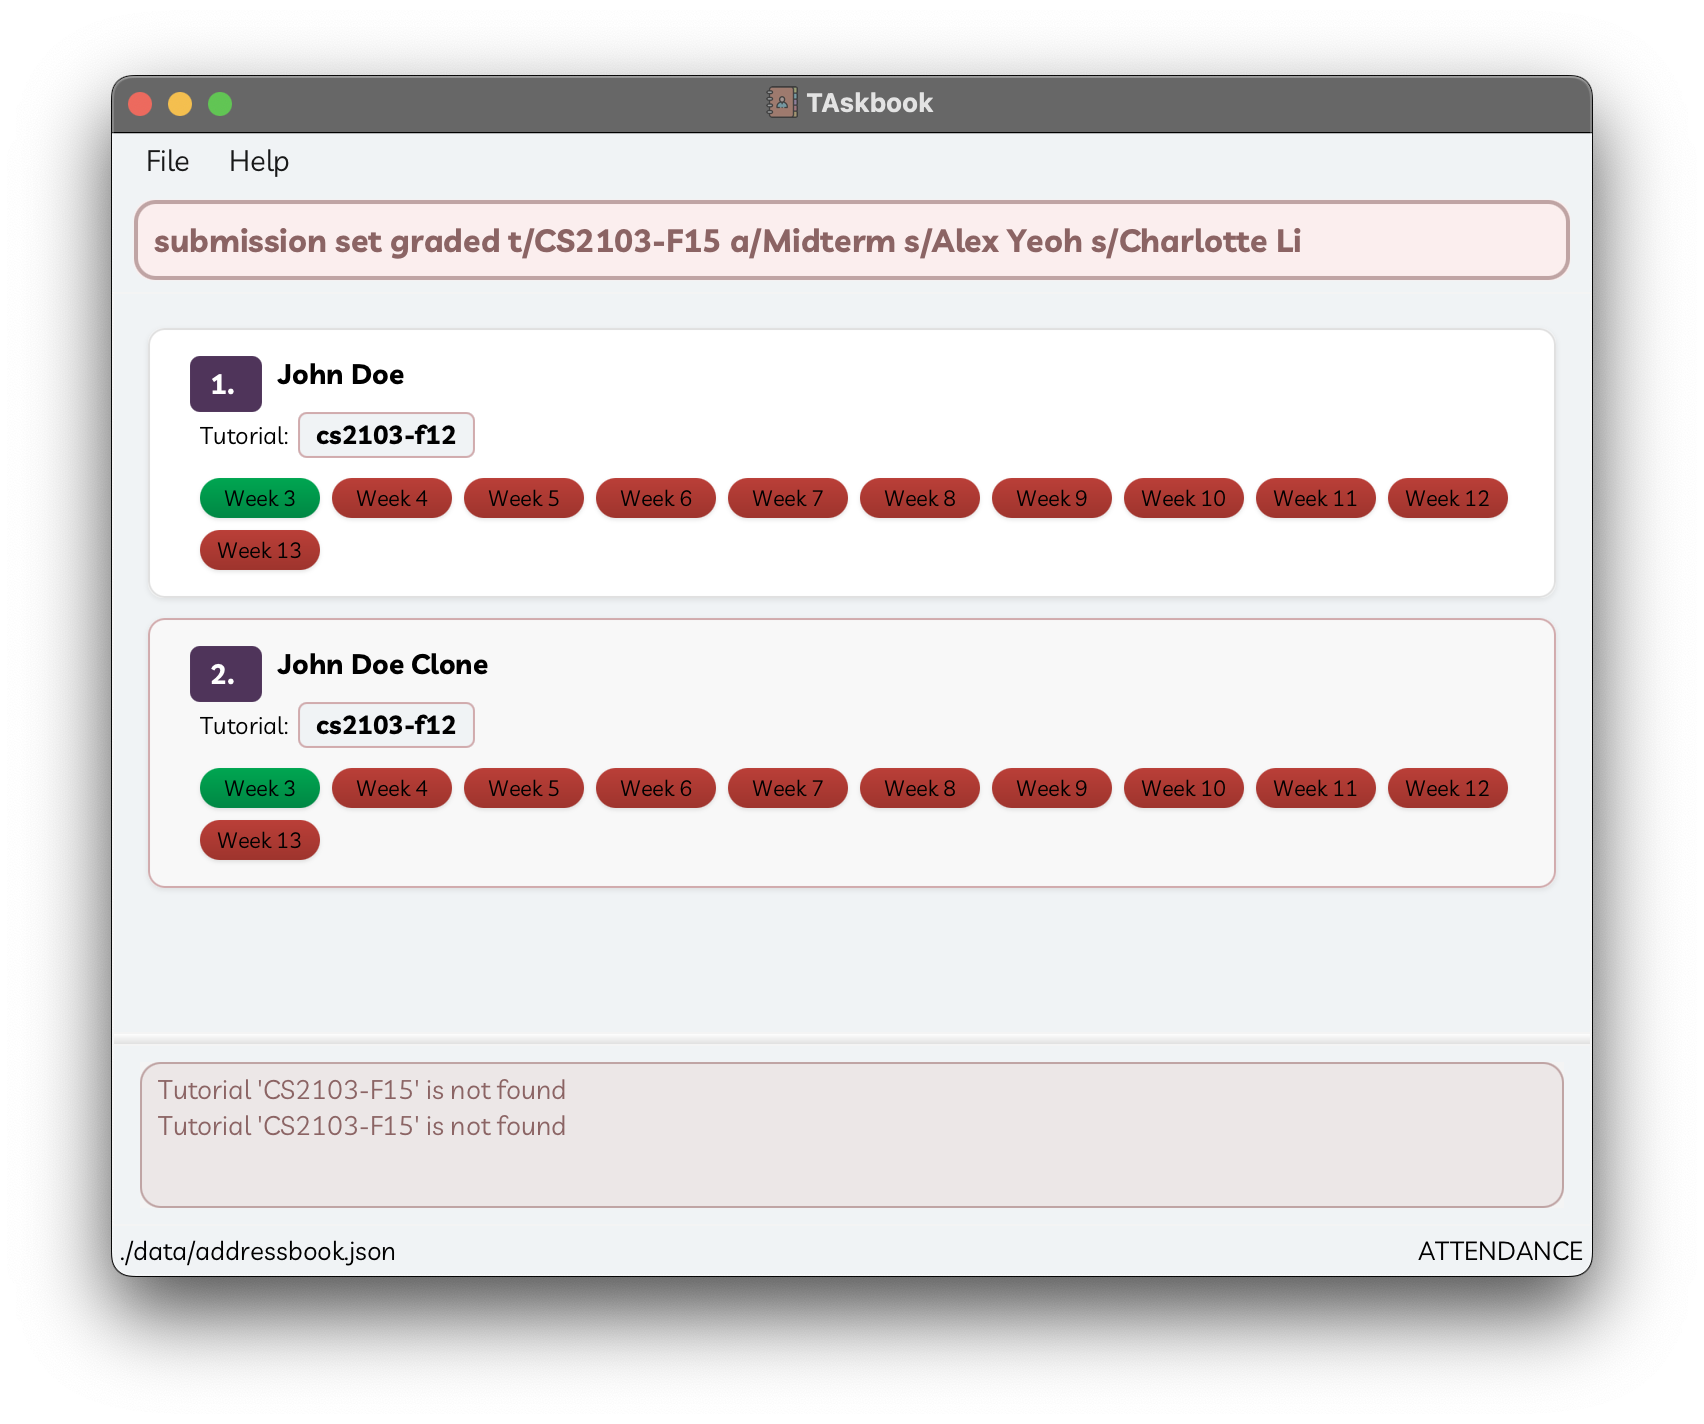 TAskbook
File Help
submission set graded t/CS2103-F15 a/Midterm s/Alex Yeoh s/Charlotte Li
1. John Doe
Tutorial: cs2103-f12
Week 3 Week 4 Week 5 Week 6 Week 7 Week 8 Week 9 Week 10 Week 11 Week 12
Week 13
2. John Doe Clone
Tutorial: cs2103-f12
Week 3 Week 4 Week 5 Week 6 Week 7 Week 8 Week 9 Week 10 Week 11 Week 12
Week 13
Tutorial 'CS2103-F15' is not found
Tutorial 'CS2103-F15' is not found
./data/addressbook.json ATTENDANCE